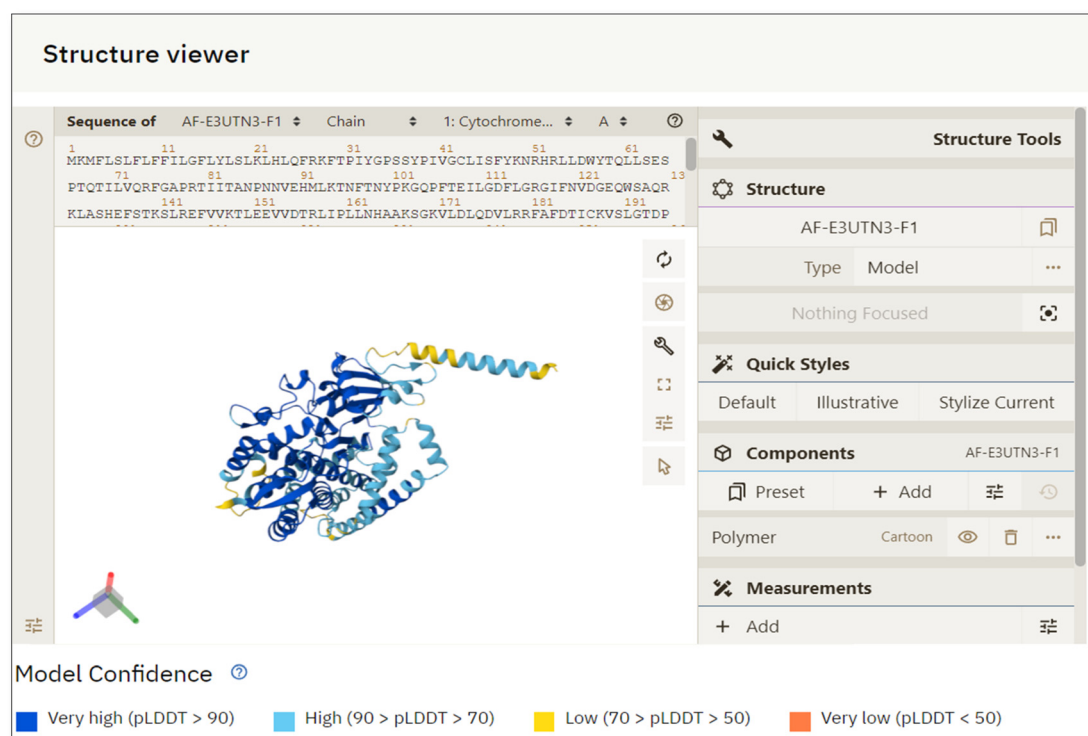 Structure viewer
Sequence of AF-E3UTN3-F1 Chain 1: Cytochrome... A
1 11 21 31 41 51 61
MKMFLSLFLFFILGFLYLSLKLHLQFRKFTPIYGPSSYPIVGCLISFYKNRHRLLDWYTQLLSES
71 81 91 101 111 121 13
PTQTILVQRFGAPRTIITANPNNVEHMLKTNFTNYPKGQPFTEILGDFLGRGIFNVDGEQWSAQR
141 151 161 171 181 191
KLASHEFSTKSLREFVVKTLEEVVDTRLIPLLNHAAKSGKVLDLQDVLRRFAFDTICKVSLGTDP
Structure Tools
Structure
AF-E3UTN3-F1
Type Model
Nothing Focused
Quick Styles
Default Illustrative Stylize Current
Components AF-E3UTN3-F1
Preset + Add
Polymer Cartoon
Measurements
+ Add
Model Confidence
Very high (pLDDT > 90) High (90 > pLDDT > 70) Low (70 > pLDDT > 50) Very low (pLDDT < 50)